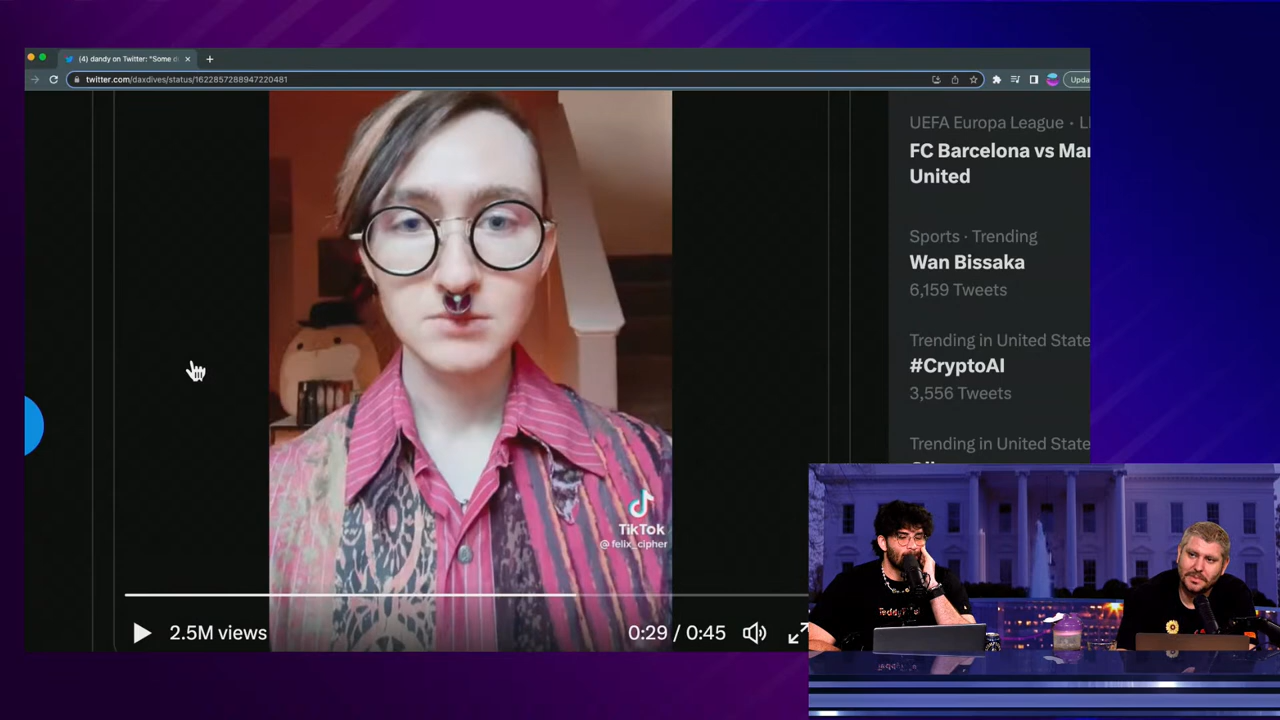 (4) dandy on Twitter: "Some d
twitter.com/daxdives/status/1622857288947220481
Upda
UEFA Europa League · L
FC Barcelona vs Man
United
Sports · Trending
Wan Bissaka
6,159 Tweets
Trending in United State
#CryptoAI
3,556 Tweets
Trending in United State
TikTok
@felix_cipher
2.5M views
0:29 / 0:45